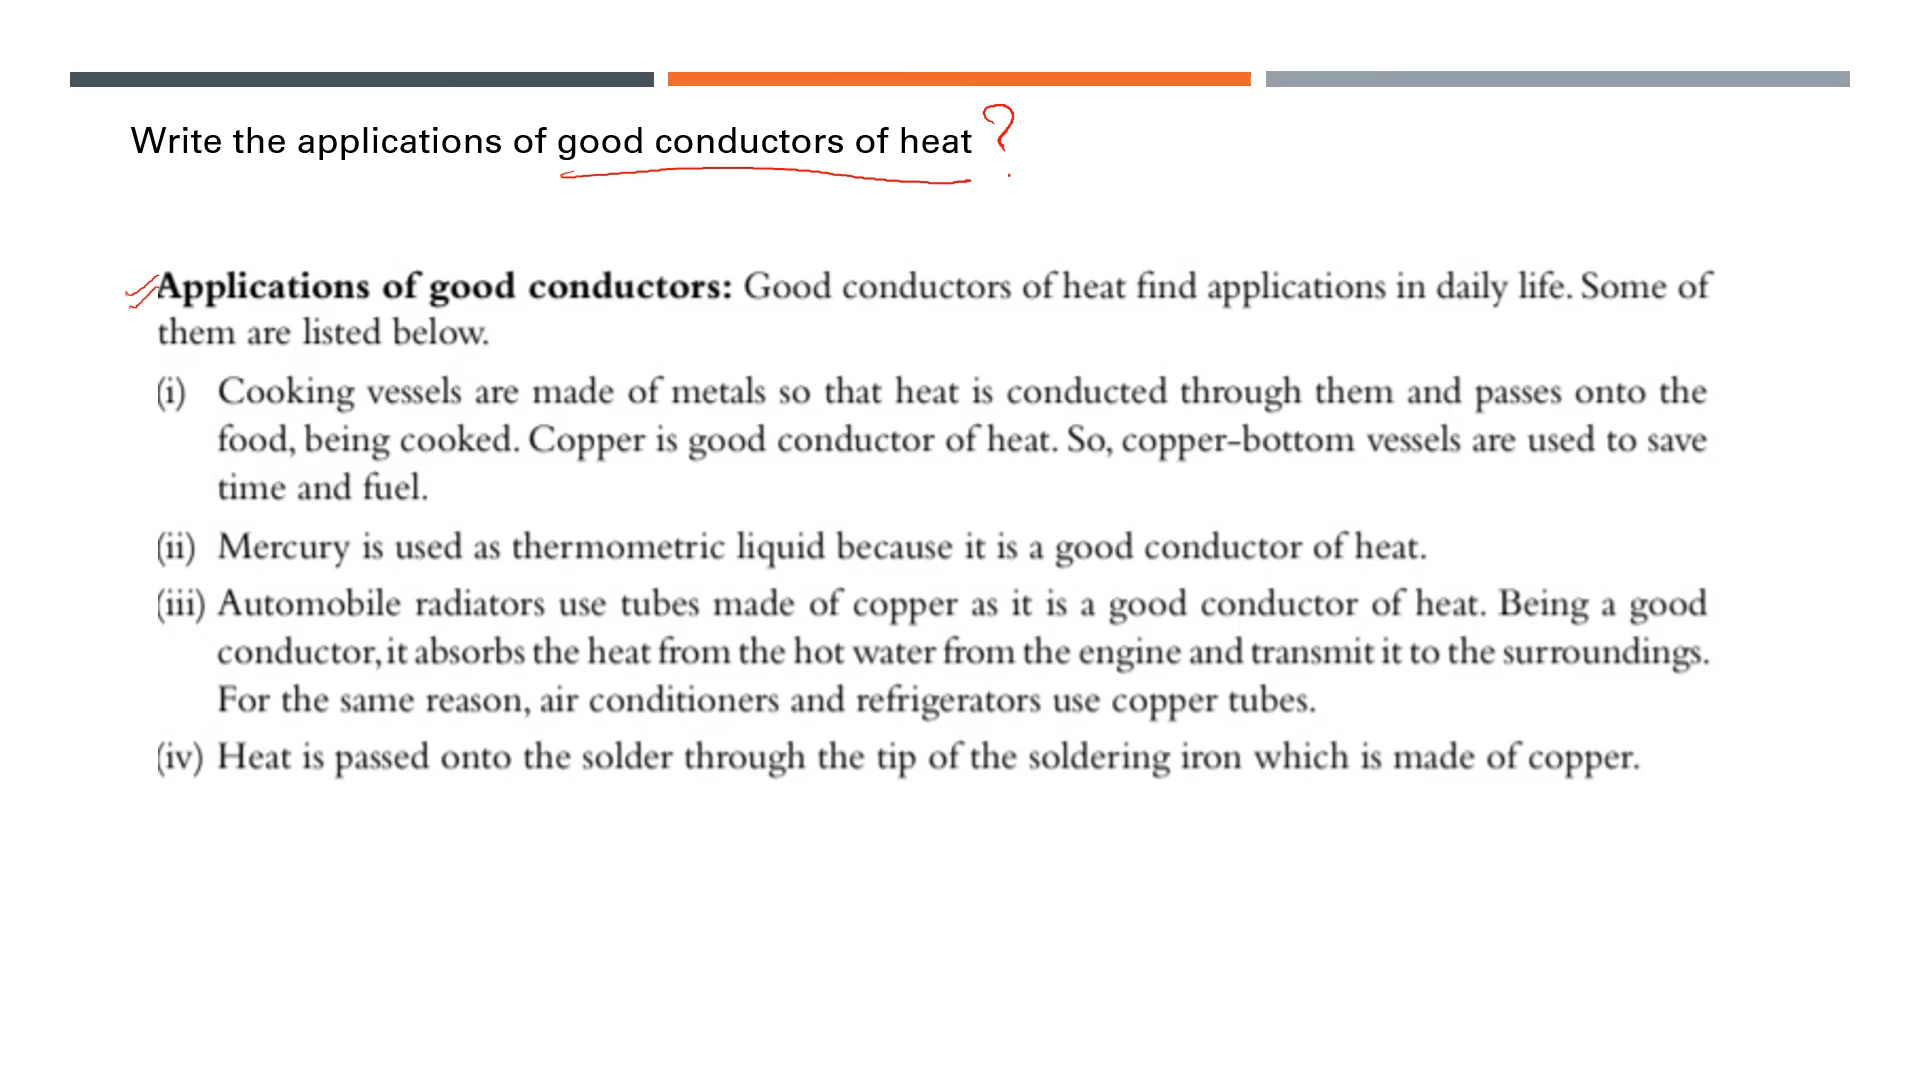 Write the applications of good conductors of heat ?
Applications of good conductors: Good conductors of heat find applications in daily life. Some of
them are listed below.
(i) Cooking vessels are made of metals so that heat is conducted through them and passes onto the
food, being cooked. Copper is good conductor of heat. So, copper-bottom vessels are used to save
time and fuel.
(ii) Mercury is used as thermometric liquid because it is a good conductor of heat.
(iii) Automobile radiators use tubes made of copper as it is a good conductor of heat. Being a good
conductor, it absorbs the heat from the hot water from the engine and transmit it to the surroundings.
For the same reason, air conditioners and refrigerators use copper tubes.
(iv) Heat is passed onto the solder through the tip of the soldering iron which is made of copper.